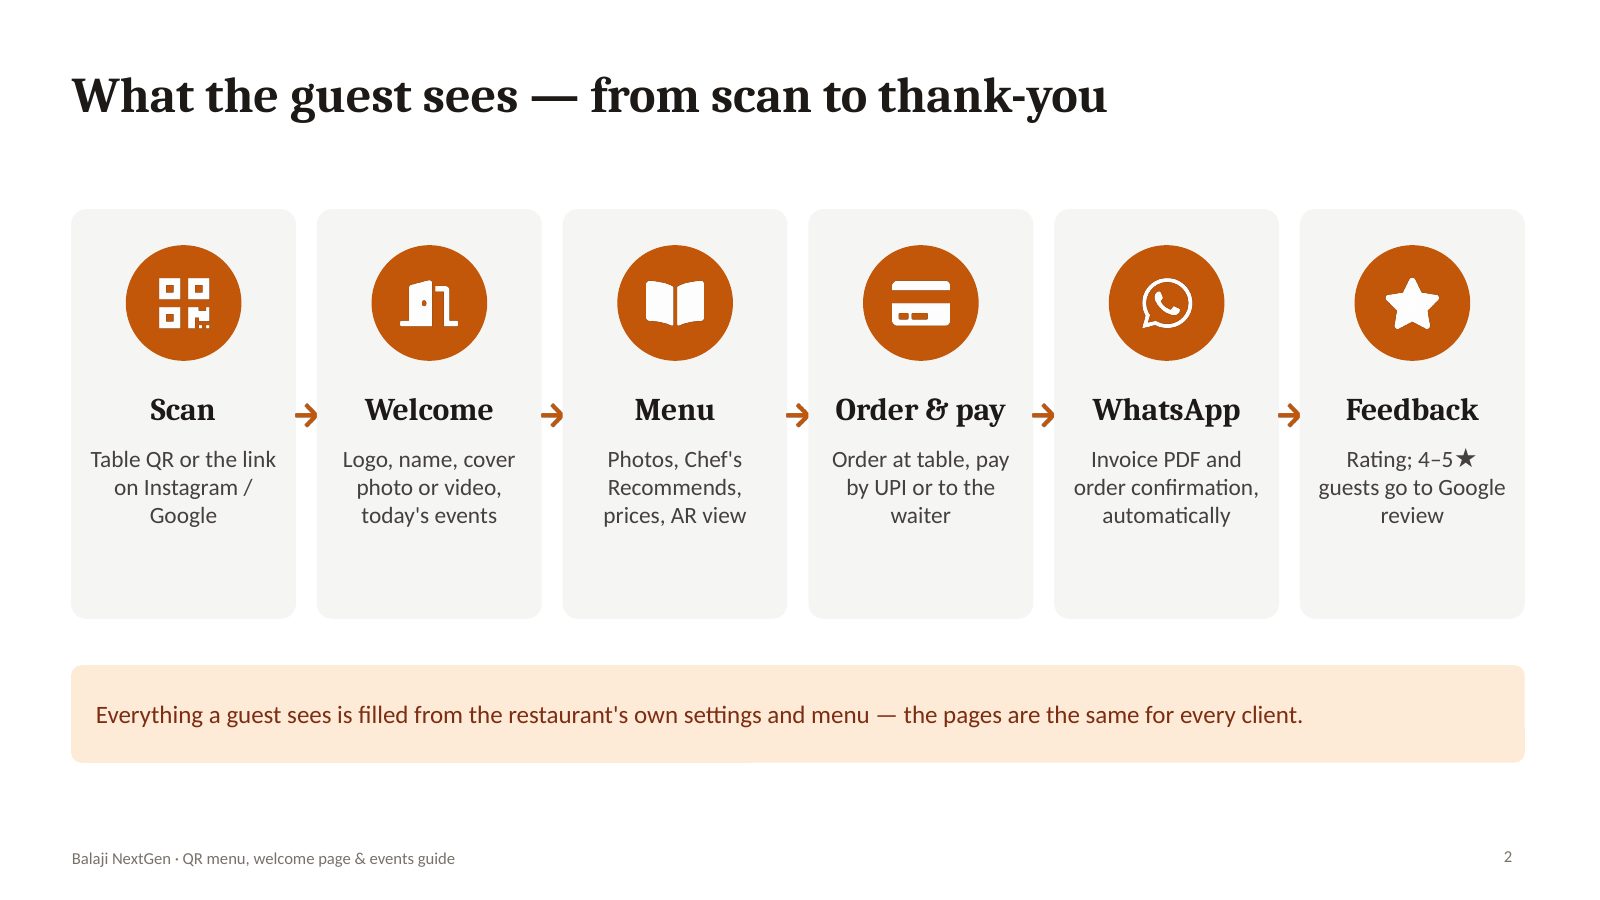 What the guest sees — from scan to thank-you
Scan
Table QR or the link
on Instagram /
Google
Welcome
Logo, name, cover
photo or video,
today's events
Menu
Photos, Chef's
Recommends,
prices, AR view
Order & pay
Order at table, pay
by UPI or to the
waiter
WhatsApp
Invoice PDF and
order confirmation,
automatically
Feedback
Rating; 4–5★
guests go to Google
review
Everything a guest sees is filled from the restaurant's own settings and menu — the pages are the same for every client.
Balaji NextGen · QR menu, welcome page & events guide
2